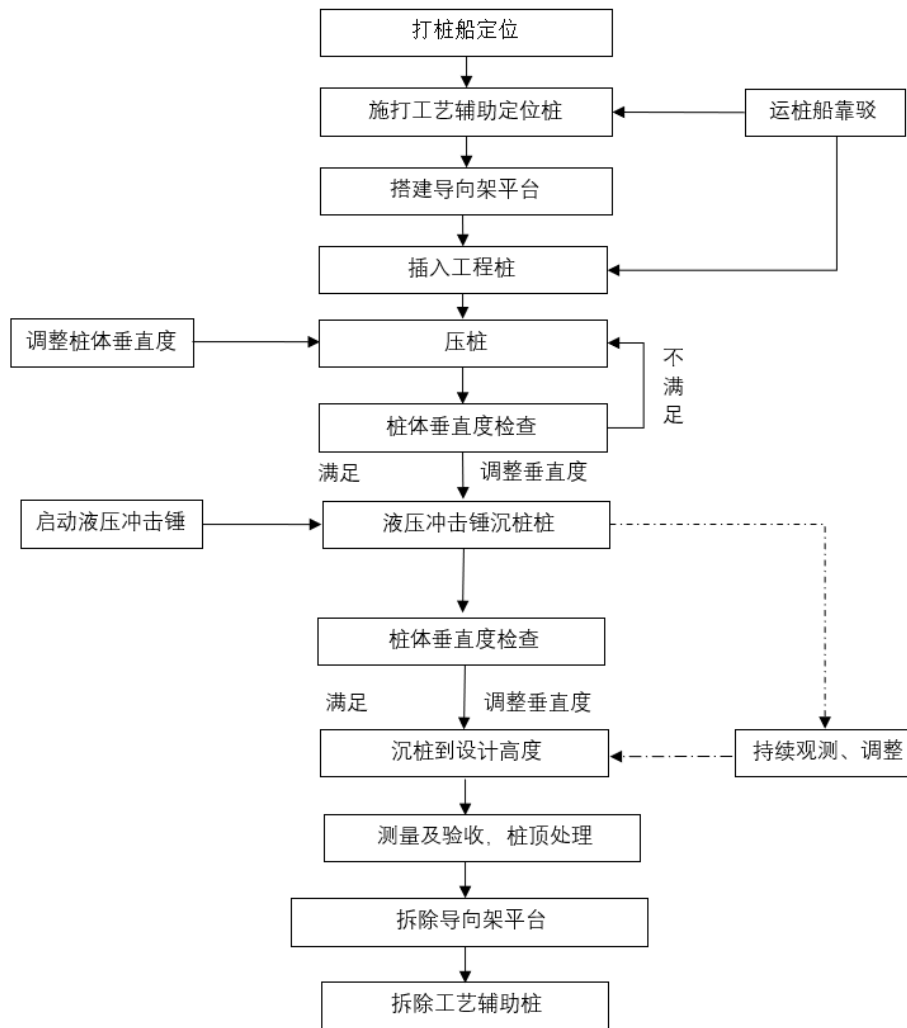 打桩船定位
施打工艺辅助定位桩
运桩船靠驳
搭建导向架平台
插入工程桩
调整桩体垂直度
压桩
不
满
足
桩体垂直度检查
满足
调整垂直度
启动液压冲击锤
液压冲击锤沉桩桩
桩体垂直度检查
满足
调整垂直度
沉桩到设计高度
持续观测、调整
测量及验收，桩顶处理
拆除导向架平台
拆除工艺辅助桩